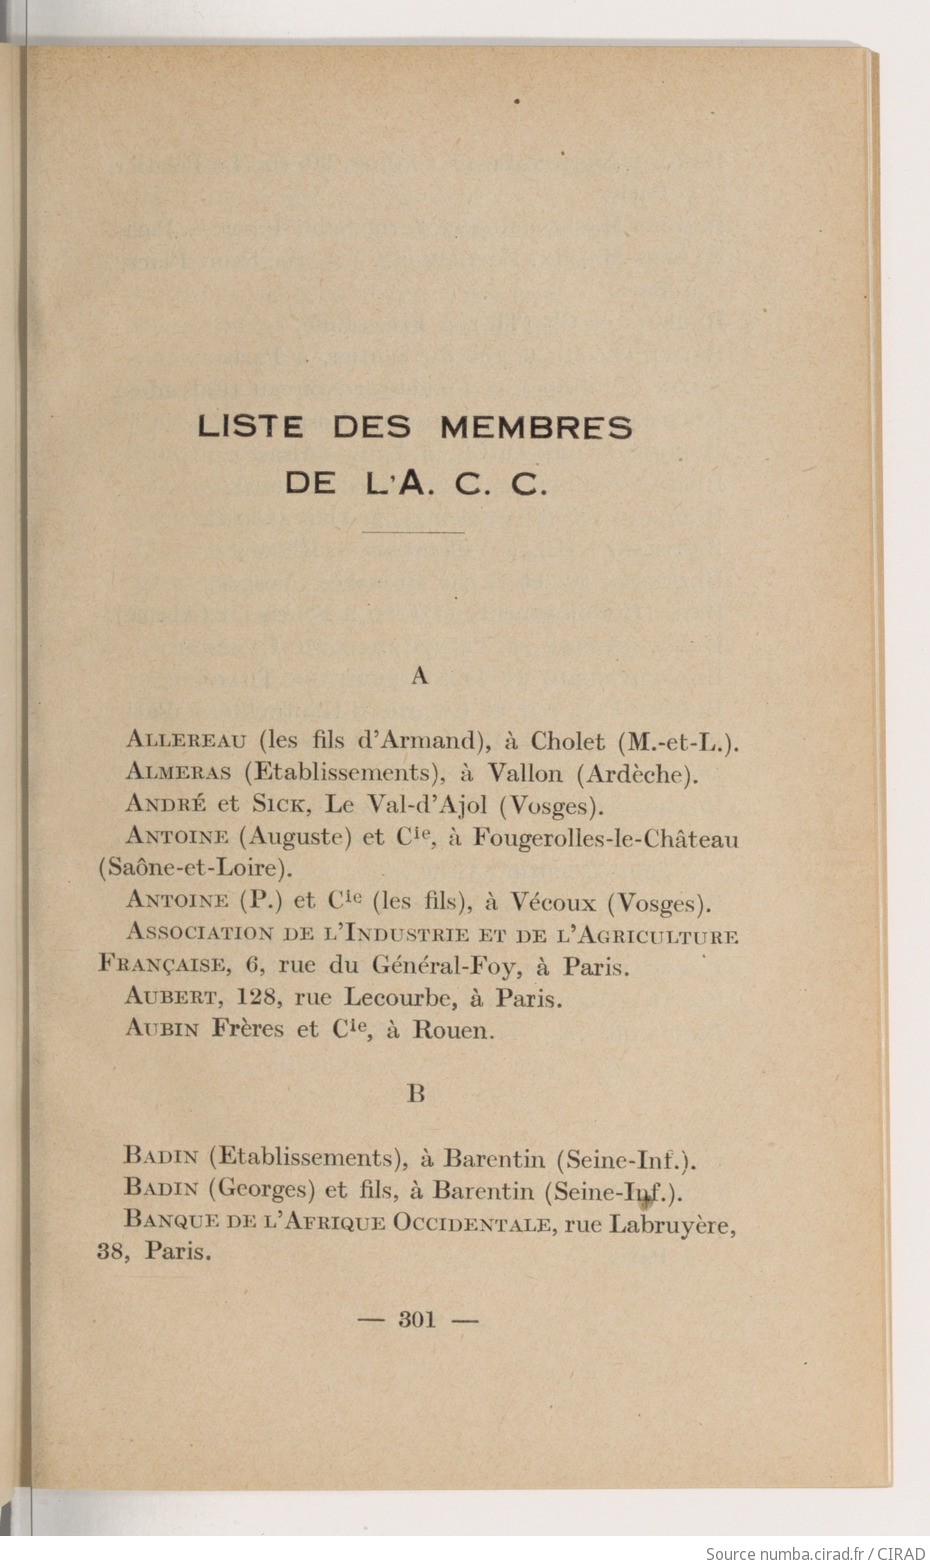 LISTE DES MEMBRES
DE L'A. C. C.
A
ALLEREAU (les fils d'Armand), à Cholet (M.-et-L.).
ALMERAS (Etablissements), à Vallon (Ardèche).
ANDRÉ et SICK, Le Val-d'Ajol (Vosges).
ANTOINE (Auguste) et Cie, à Fougerolles-le-Château
(Saône-et-Loire).
ANTOINE (P.) et Cie (les fils), à Vécoux (Vosges).
ASSOCIATION DE L'INDUSTRIE ET DE L'AGRICULTURE
FRANÇAISE, 6, rue du Général-Foy, à Paris.
AUBERT, 128, rue Lecourbe, à Paris.
AUBIN Frères et Cie, à Rouen.
B
BADIN (Etablissements), à Barentin (Seine-Inf.).
BADIN (Georges) et fils, à Barentin (Seine-Inf.).
BANQUE DE L'AFRIQUE OCCIDENTALE, rue Labruyère,
38, Paris.
— 301 —
Source numba.cirad.fr / CIRAD